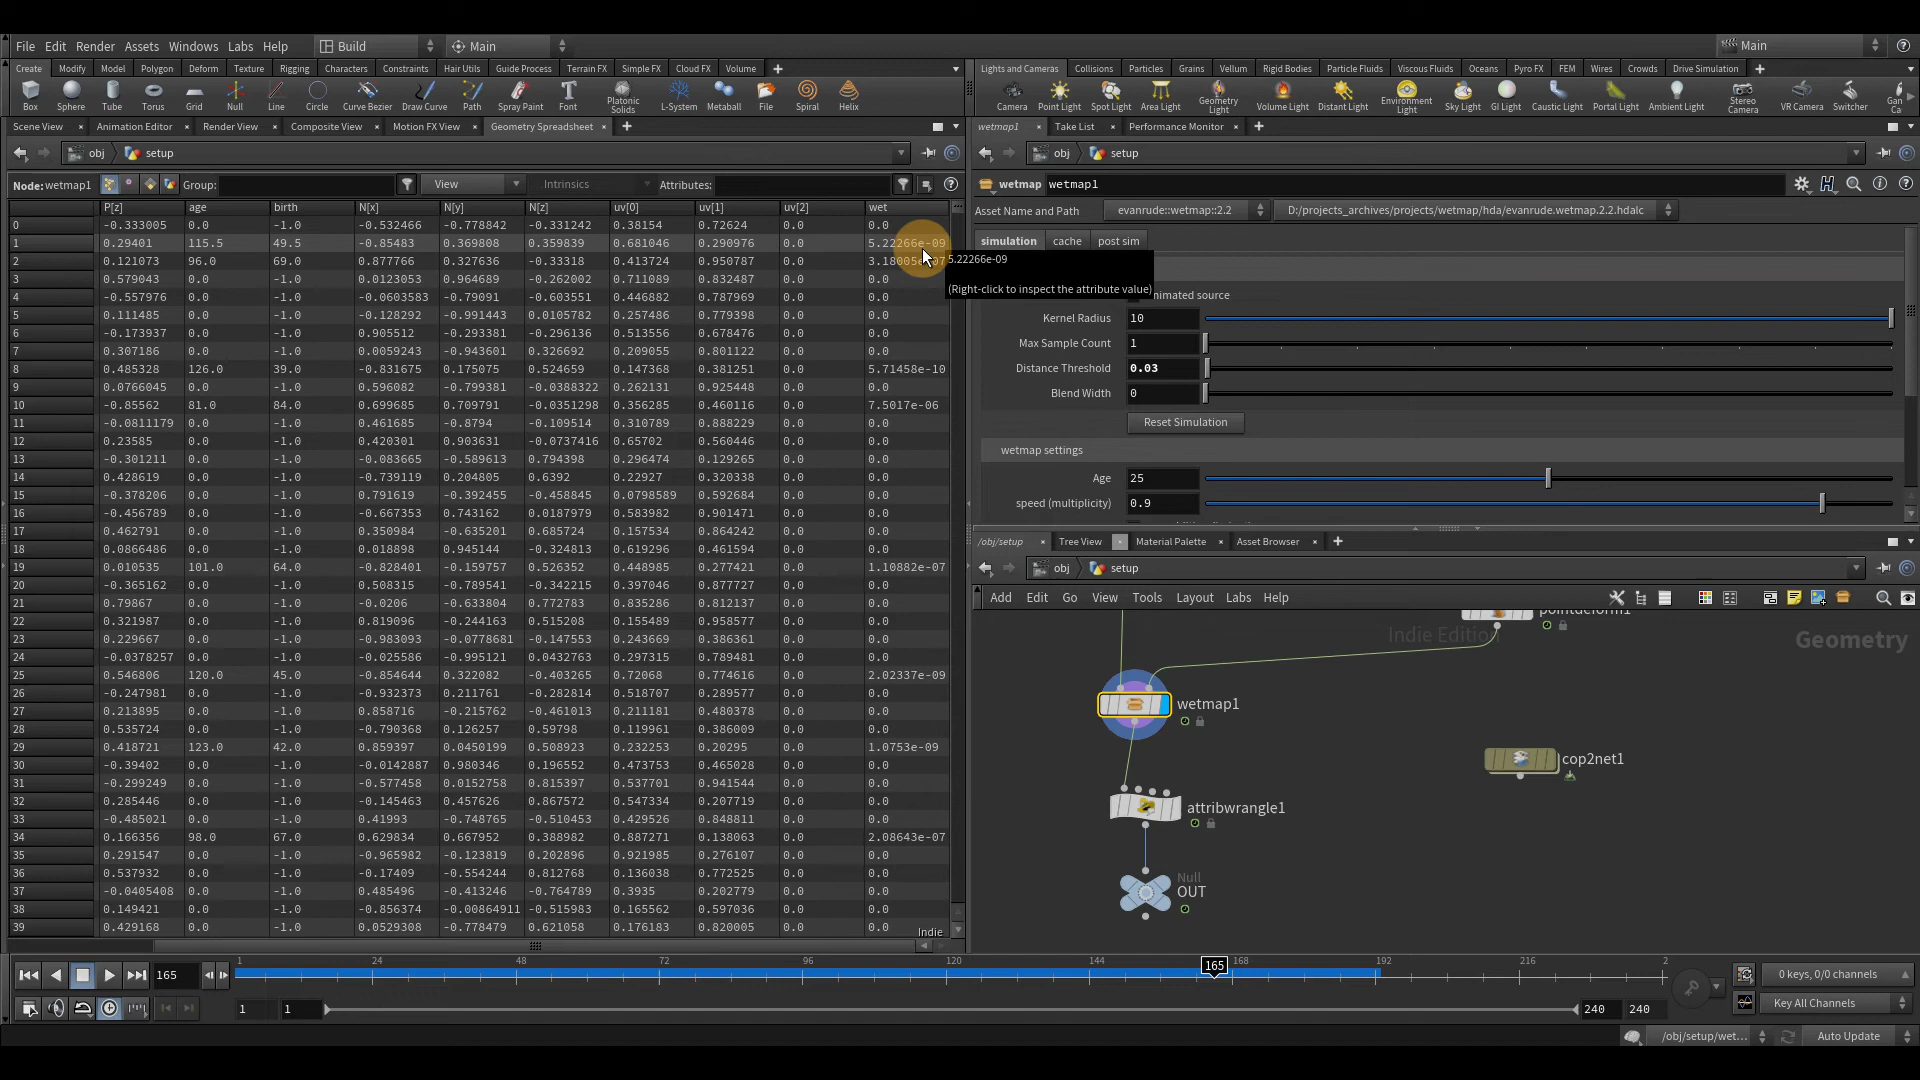 File Edit Render Assets Windows Labs Help Build Main Main
Create Modify Model Polygon Deform Texture Rigging Characters Constraints Hair Utils Guide Process Terrain FX Simple FX Cloud FX Volume
Lights and Cameras Collisions Particles Grains Vellum Rigid Bodies Particle Fluids Viscous Fluids Oceans Pyro FX FEM Wires Crowds Drive Simulation
Box Sphere Tube Torus Grid Null Line Circle Curve Bezier Draw Curve Path Spray Paint Font Platonic Solids L-System Metaball File Spiral Helix
Camera Point Light Spot Light Area Light Geometry Light Volume Light Distant Light Environment Light Sky Light GI Light Caustic Light Portal Light Ambient Light Stereo Camera VR Camera Switcher
Scene View Animation Editor Render View Composite View Motion FX View Geometry Spreadsheet
wetmap1 Take List Performance Monitor
obj setup
obj setup
Node: wetmap1 Group: View Intrinsics Attributes:
wetmap wetmap1
Asset Name and Path evanrude::wetmap::2.2 D:/projects_archives/projects/wetmap/hda/evanrude.wetmap.2.2.hdalc
simulation cache post sim
5.22266e-09
(Right-click to inspect the attribute value)
nimated source
Kernel Radius 10
Max Sample Count 1
Distance Threshold 0.03
Blend Width 0
Reset Simulation
wetmap settings
Age 25
speed (multiplicity) 0.9
P[z] age birth N[x] N[y] N[z] uv[0] uv[1] uv[2] wet
0 -0.333005 0.0 -1.0 -0.532466 -0.778842 -0.331242 0.38154 0.72624 0.0 0.0
1 0.29401 115.5 49.5 -0.85483 0.369808 0.359839 0.681046 0.290976 0.0 5.22266e-09
2 0.121073 96.0 69.0 0.877766 0.327636 -0.33318 0.413724 0.950787 0.0 3.18005e-07
3 0.579043 0.0 -1.0 0.0123053 0.964689 -0.262002 0.711089 0.832487 0.0 0.0
4 -0.557976 0.0 -1.0 -0.0603583 -0.79091 -0.603551 0.446882 0.787969 0.0 0.0
5 0.111485 0.0 -1.0 -0.128292 -0.991443 0.0105782 0.257486 0.779398 0.0 0.0
6 -0.173937 0.0 -1.0 0.905512 -0.293381 -0.296136 0.513556 0.678476 0.0 0.0
7 0.307186 0.0 -1.0 0.0059243 -0.943601 0.326692 0.209055 0.801122 0.0 0.0
8 0.485328 126.0 39.0 -0.831675 0.175075 0.524659 0.147368 0.381251 0.0 5.71458e-10
9 0.0766045 0.0 -1.0 0.596082 -0.799381 -0.0388322 0.262131 0.925448 0.0 0.0
10 -0.85562 81.0 84.0 0.699685 0.709791 -0.0351298 0.356285 0.460116 0.0 7.5017e-06
11 -0.0811179 0.0 -1.0 0.461685 -0.8794 -0.109514 0.310789 0.888229 0.0 0.0
12 0.23585 0.0 -1.0 0.420301 0.903631 -0.0737416 0.65702 0.560446 0.0 0.0
13 -0.301211 0.0 -1.0 -0.083665 -0.589613 0.794398 0.296474 0.129265 0.0 0.0
14 0.428619 0.0 -1.0 -0.739119 0.204805 0.6392 0.22927 0.320338 0.0 0.0
15 -0.378206 0.0 -1.0 0.791619 -0.392455 -0.458845 0.0798589 0.592684 0.0 0.0
16 -0.456789 0.0 -1.0 -0.667353 0.743162 0.0187979 0.583982 0.901471 0.0 0.0
17 0.462791 0.0 -1.0 0.350984 -0.635201 0.685724 0.157534 0.864242 0.0 0.0
18 0.0866486 0.0 -1.0 0.018898 0.945144 -0.324813 0.619296 0.461594 0.0 0.0
19 0.010535 101.0 64.0 -0.828401 -0.159757 0.526352 0.448985 0.277421 0.0 1.10882e-07
20 -0.365162 0.0 -1.0 0.508315 -0.789541 -0.342215 0.397046 0.877727 0.0 0.0
21 0.79867 0.0 -1.0 -0.0206 -0.633804 0.772783 0.835286 0.812137 0.0 0.0
22 0.321987 0.0 -1.0 0.819096 -0.244163 0.515208 0.155489 0.958577 0.0 0.0
23 0.229667 0.0 -1.0 -0.983093 -0.0778681 -0.147553 0.243669 0.386361 0.0 0.0
24 -0.0378257 0.0 -1.0 -0.025586 -0.995121 0.0432763 0.297315 0.789481 0.0 0.0
25 0.546806 120.0 45.0 -0.854644 0.322082 -0.403265 0.72068 0.774616 0.0 2.02337e-09
26 -0.247981 0.0 -1.0 -0.932373 0.211761 -0.282814 0.518707 0.289577 0.0 0.0
27 0.213895 0.0 -1.0 0.858716 -0.215762 -0.461013 0.211181 0.480378 0.0 0.0
28 0.535724 0.0 -1.0 -0.790368 0.126257 0.59798 0.119961 0.386009 0.0 0.0
29 0.418721 123.0 42.0 0.859397 0.0450199 0.508923 0.232253 0.20295 0.0 1.0753e-09
30 -0.39402 0.0 -1.0 -0.0142887 0.980346 0.196552 0.473753 0.465028 0.0 0.0
31 -0.299249 0.0 -1.0 -0.577458 0.0152758 0.815397 0.537701 0.941544 0.0 0.0
32 0.285446 0.0 -1.0 -0.145463 0.457626 0.867572 0.547334 0.207719 0.0 0.0
33 -0.485021 0.0 -1.0 0.41993 -0.748765 -0.510453 0.429526 0.848811 0.0 0.0
34 0.166356 98.0 67.0 0.629834 0.667952 0.388982 0.887271 0.138063 0.0 2.08643e-07
35 0.291547 0.0 -1.0 -0.965982 -0.123819 0.202896 0.921985 0.276107 0.0 0.0
36 0.537932 0.0 -1.0 -0.17409 -0.554244 0.812768 0.136038 0.772525 0.0 0.0
37 -0.0405408 0.0 -1.0 0.485496 -0.413246 -0.764789 0.3935 0.202779 0.0 0.0
38 0.149421 0.0 -1.0 -0.856374 -0.00864911 -0.515983 0.165562 0.597036 0.0 0.0
39 0.429168 0.0 -1.0 0.0529308 -0.778479 0.621058 0.176183 0.820005 0.0 0.0
Indie
/obj/setup Tree View Material Palette Asset Browser
obj setup
Add Edit Go View Tools Layout Labs Help
pointdeform1
Indie Edition Geometry
wetmap1
cop2net1
attribwrangle1
Null
OUT
165 1 24 48 72 96 120 144 165 168 192 216 2
0 keys, 0/0 channels
1 1 240 240
Key All Channels
/obj/setup/wet... Auto Update